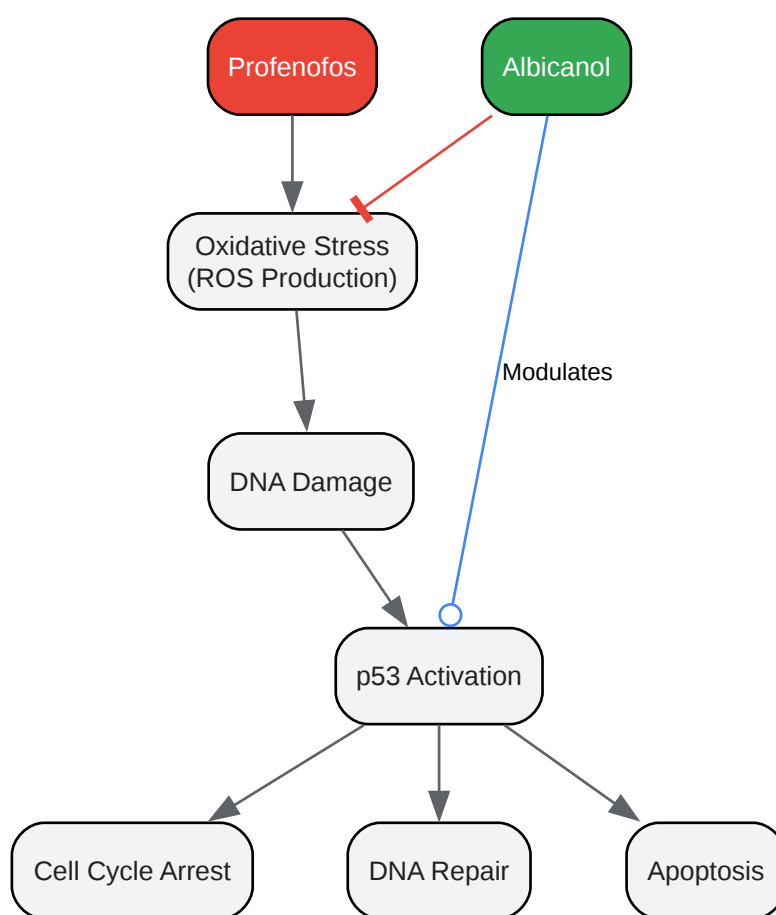 Profenofos
Albicanol
Oxidative Stress
(ROS Production)
Modulates
DNA Damage
p53 Activation
Cell Cycle Arrest
DNA Repair
Apoptosis